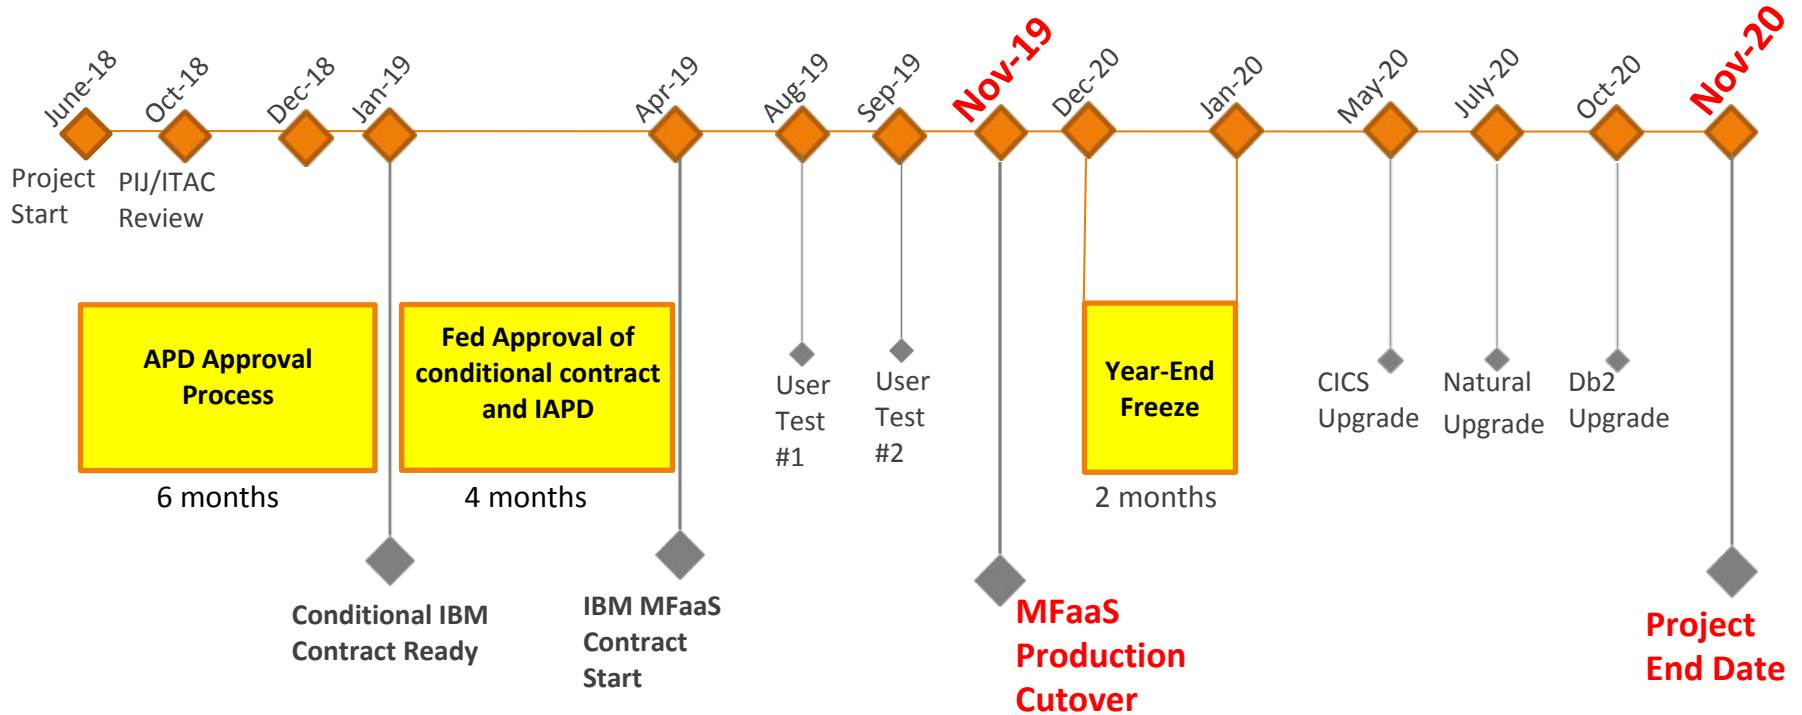 June-18
Oct-18
Dec-18
Jan-19
Apr-19
Aug-19
Sep-19
Nov-19
Dec-20
Jan-20
May-20
July-20
Oct-20
Nov-20
Project
Start
PIJ/ITAC
Review
APD Approval
Process
6 months
Fed Approval of
conditional contract
and IAPD
4 months
User
Test
#1
User
Test
#2
Year-End
Freeze
2 months
CICS
Upgrade
Natural
Upgrade
Db2
Upgrade
Conditional IBM
Contract Ready
IBM MFaaS
Contract
Start
MFaaS
Production
Cutover
Project
End Date